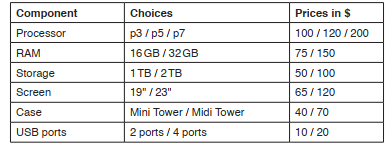 Component Choices Prices in $
Processor p3 / p5 / p7 100 / 120 / 200
RAM 16 GB / 32 GB 75 / 150
Storage 1 TB / 2 TB 50 / 100
Screen 19" / 23" 65 / 120
Case Mini Tower / Midi Tower 40 / 70
USB ports 2 ports / 4 ports 10 / 20